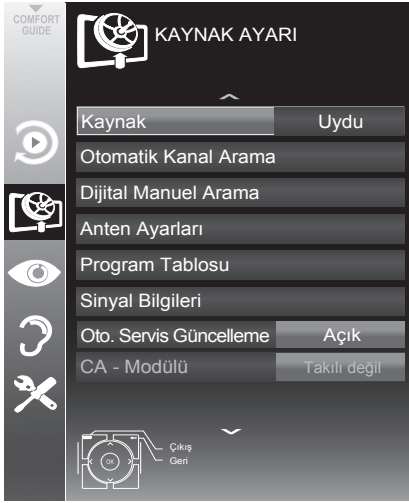 COMFORT
GUIDE
KAYNAK AYARI
Kaynak Uydu
Otomatik Kanal Arama
Dijital Manuel Arama
Anten Ayarları
Program Tablosu
Sinyal Bilgileri
Oto. Servis Güncelleme Açık
CA - Modülü Takılı değil
Çıkış
Geri
OK